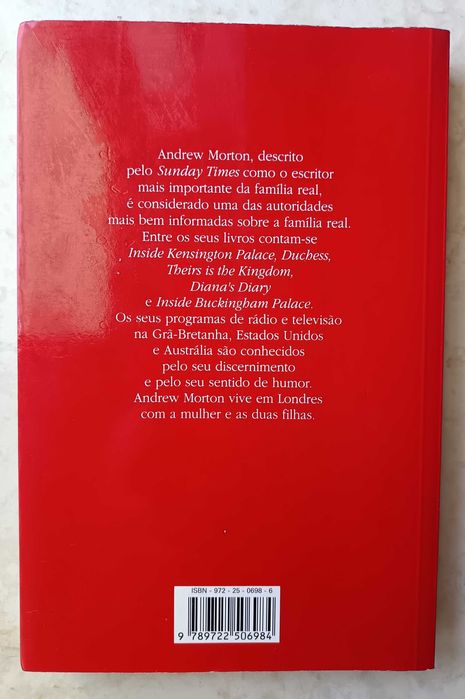 Andrew Morton, descrito
pelo Sunday Times como o escritor
mais importante da família real,
é considerado uma das autoridades
mais bem informadas sobre a família real.
Entre os seus livros contam-se
Inside Kensington Palace, Duchess,
Theirs is the Kingdom,
Diana's Diary
e Inside Buckingham Palace.
Os seus programas de rádio e televisão
na Grã-Bretanha, Estados Unidos
e Austrália são conhecidos
pelo seu discernimento
e pelo seu sentido de humor.
Andrew Morton vive em Londres
com a mulher e as duas filhas.
ISBN - 972 - 25 - 0698 - 6
9 789722 506984